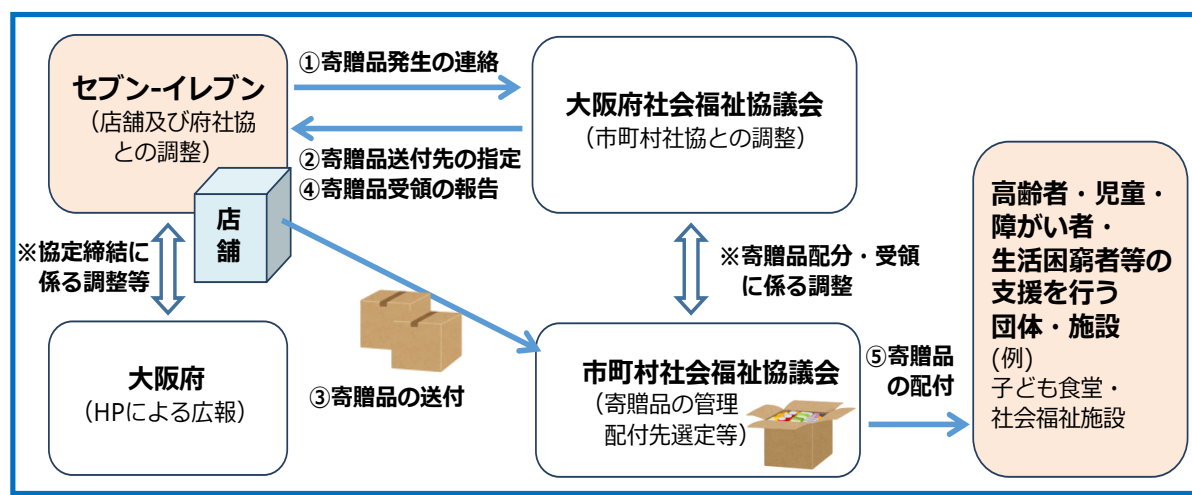 セブン-イレブン
（店舗及び府社協
との調整）
店
舗
①寄贈品発生の連絡
②寄贈品送付先の指定
④寄贈品受領の報告
大阪府社会福祉協議会
（市町村社協との調整）
※協定締結に
係る調整等
※寄贈品配分・受領
に係る調整
大阪府
（HPによる広報）
③寄贈品の送付
市町村社会福祉協議会
（寄贈品の管理
配付先選定等）
⑤寄贈品
の配付
高齢者・児童・
障がい者・
生活困窮者等の
支援を行う
団体・施設
(例)
子ども食堂・
社会福祉施設